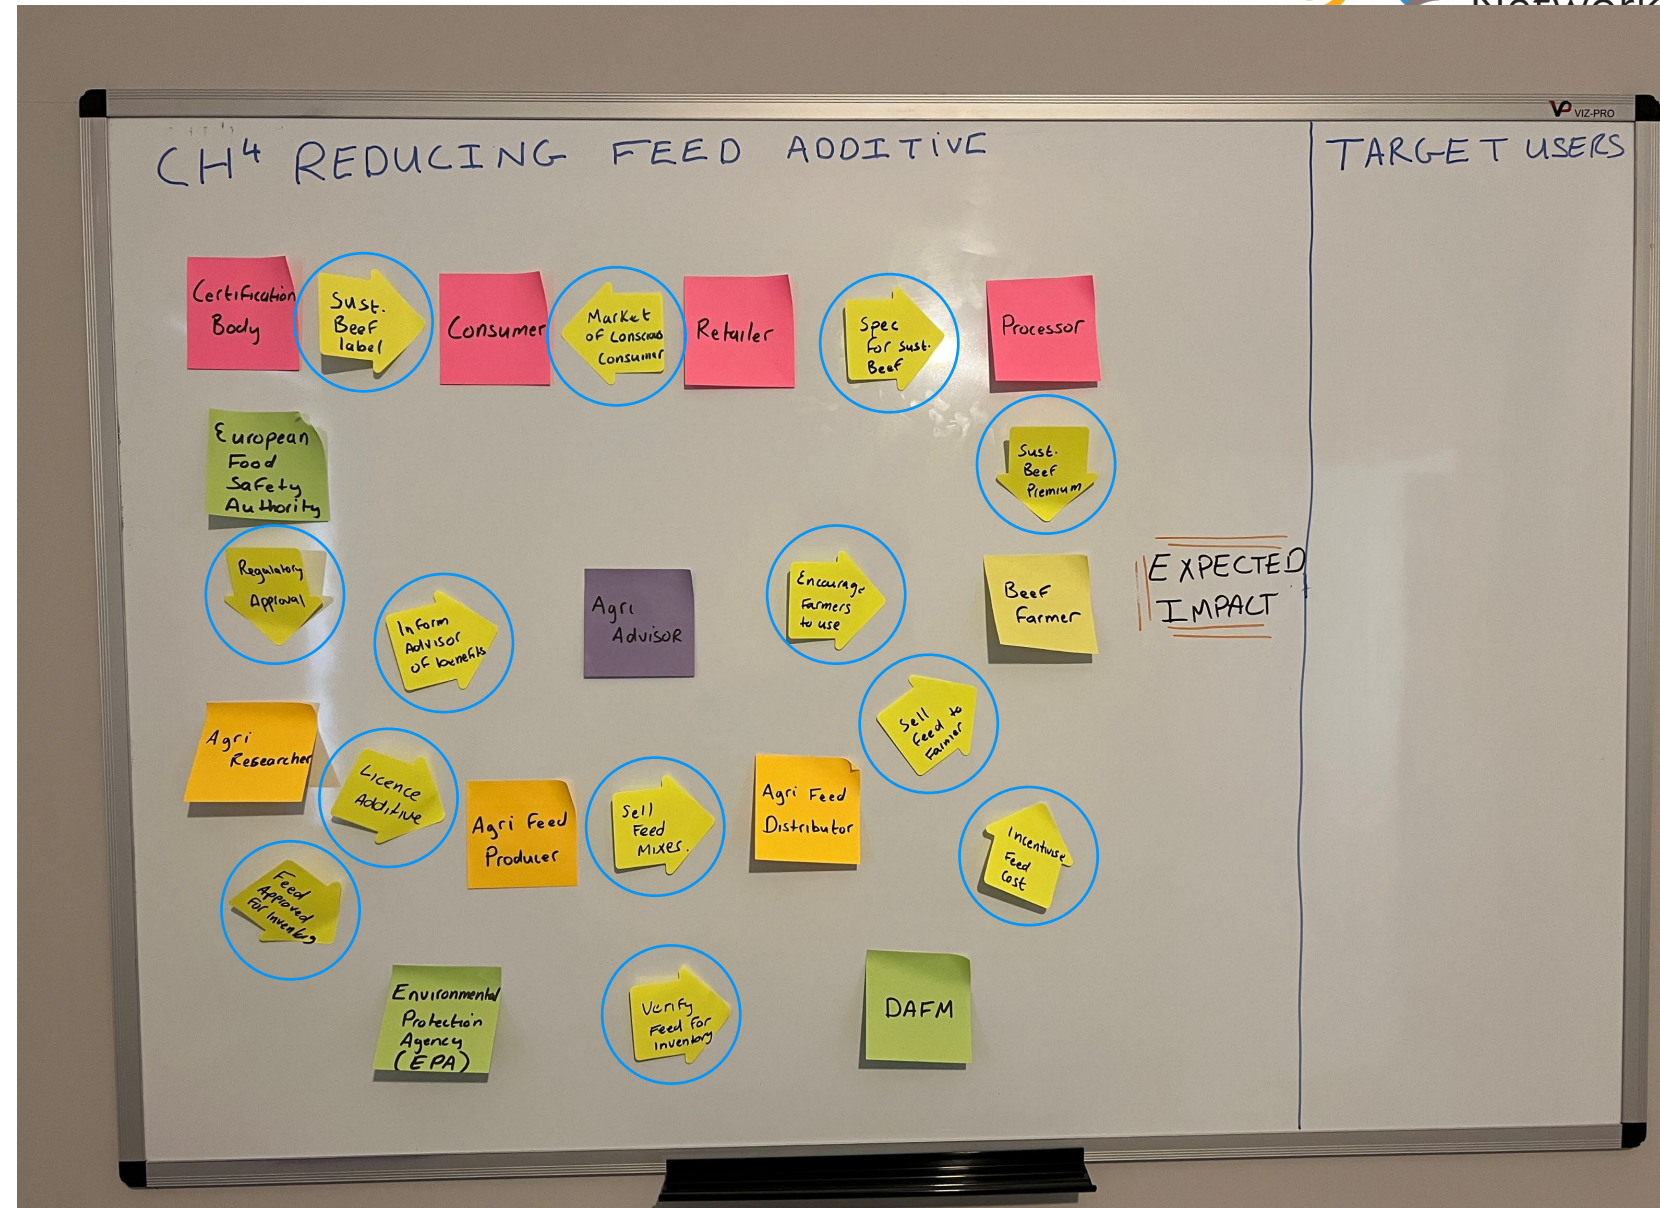 Network
VP VIZ-PRO
CH4 REDUCING FEED ADDITIVE
TARGET USERS
Certification
Body
Sust.
Beef
label
Consumer
Market
of Conscious
Consumer
Retailer
Spec
for Sust.
Beef
Processor
European
Food
Safety
Authority
Sust.
Beef
Premium
Regulatory
Approval
Inform
Advisor
of benefits
Agri
Advisor
Encourage
Farmers
to use
Beef
Farmer
EXPECTED
IMPACT
Agri
Researcher
Licence
Additive
Agri Feed
Producer
Sell
Feed
Mixes.
Agri Feed
Distributor
Sell
Feed to
Farmer
Incentivise
Feed
Cost
Feed
Approved
For Inventory
Environmental
Protection
Agency
(EPA)
Verify
Feed For
Inventory
DAFM